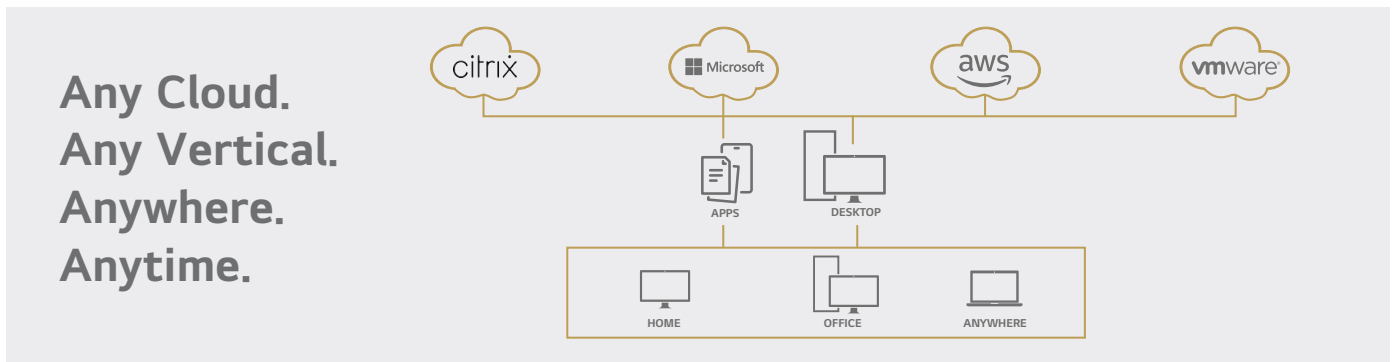 Any Cloud.
Any Vertical.
Anywhere.
Anytime.
citrix
Microsoft
aws
vmware®
APPS
DESKTOP
HOME
OFFICE
ANYWHERE